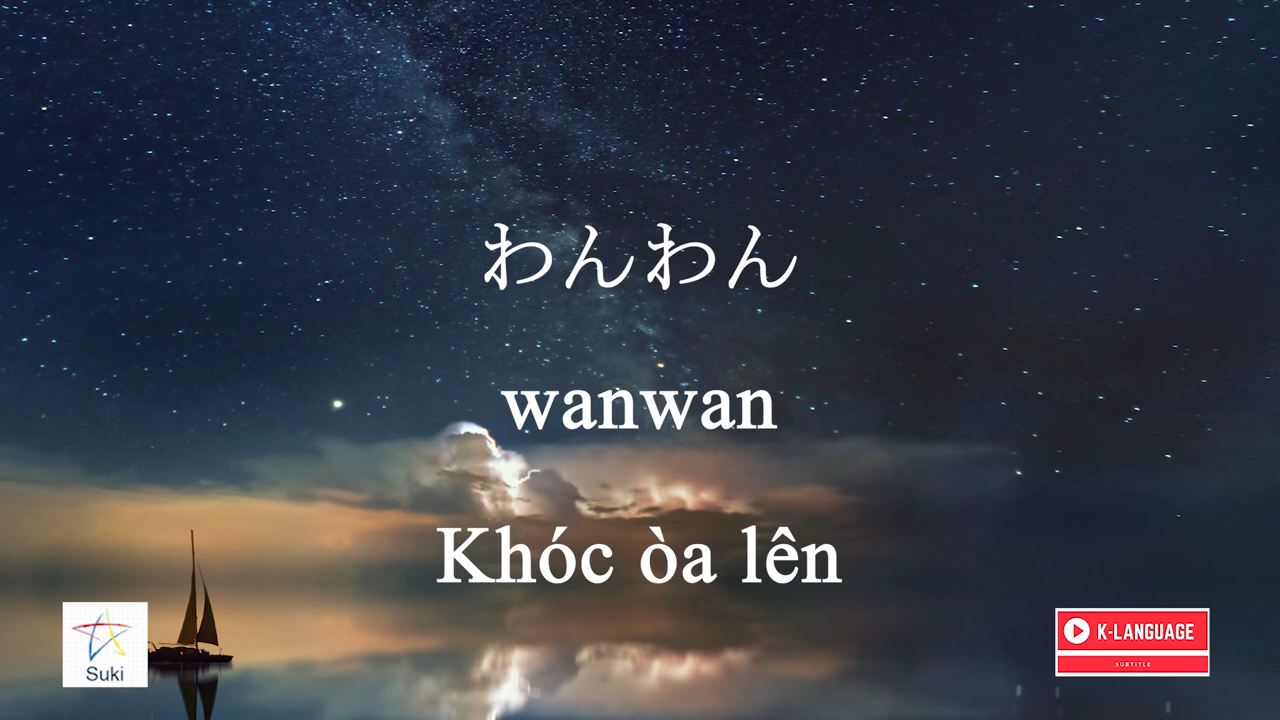 わんわん
wanwan
Khóc òa lên
Suki
K-LANGUAGE
SUBTITLE